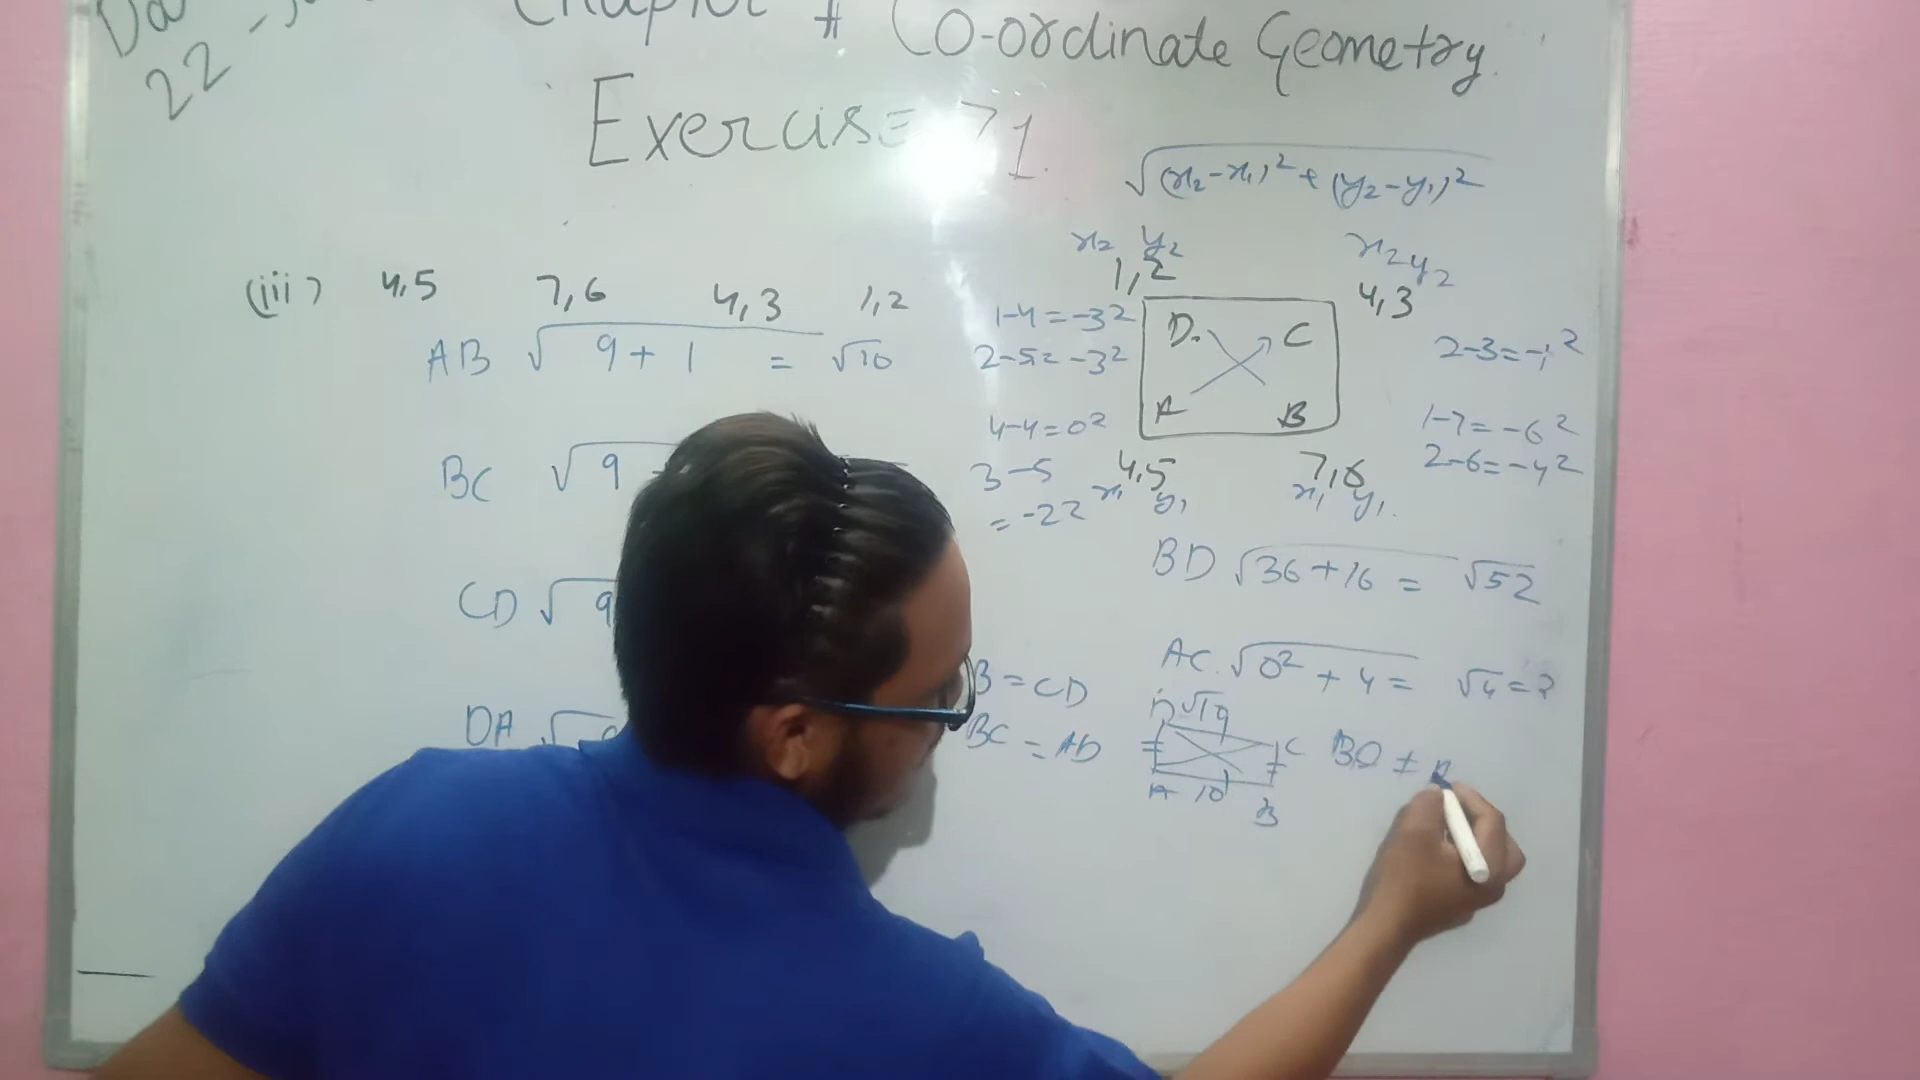 22
Co-ordinate Geometry.
Exercise 7.1
√(x₂-x₁)² + (y₂-y₁)²
(iii) 4,5 7,6 4,3 1,2
AB √9 + 1 = √10
BC √9
CD √9
DA √9
x₂ y₂
1,2
x₂ y₂
4,3
1-4 = -3²
2-5 = -3²
4-4 = 0²
3-5
= -2²
D C
A B
4,5
x₁ y₁
7,6
x₁ y₁.
2-3 = -1²
1-7 = -6²
2-6 = -4²
BD √36 + 16 = √52
AC √0² + 4 = √4 = 2
B = CD
BC = AD
D √10
C
A 10
B
BD ≠